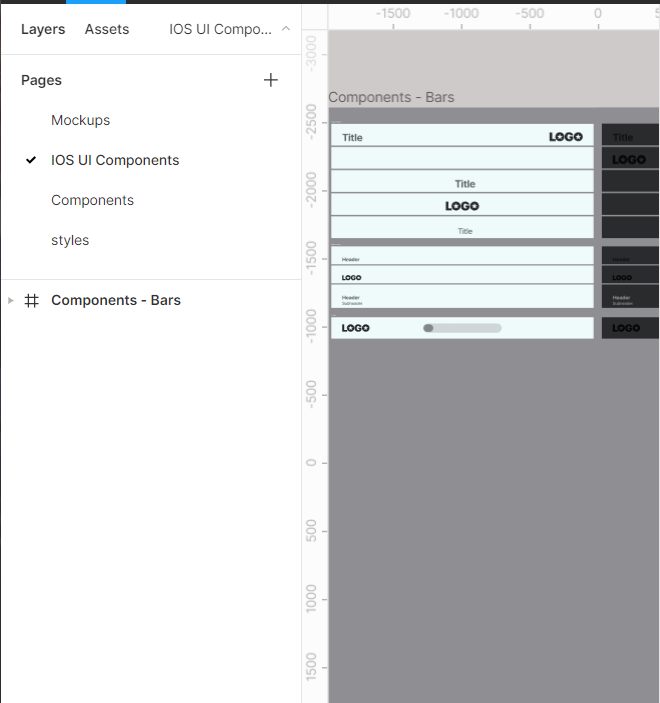 Layers Assets IOS UI Compo...
Pages
Mockups
IOS UI Components
Components
styles
Components - Bars
-1500 -1000 -500 0 5
-3000
-2500
-2000
-1500
-1000
-500
0
500
1000
1500
Components - Bars
Title LOGO Title
LOGO
Title
LOGO
Title
Header Header
LOGO LOGO
Header Header
Subheader Subheader
LOGO LOGO